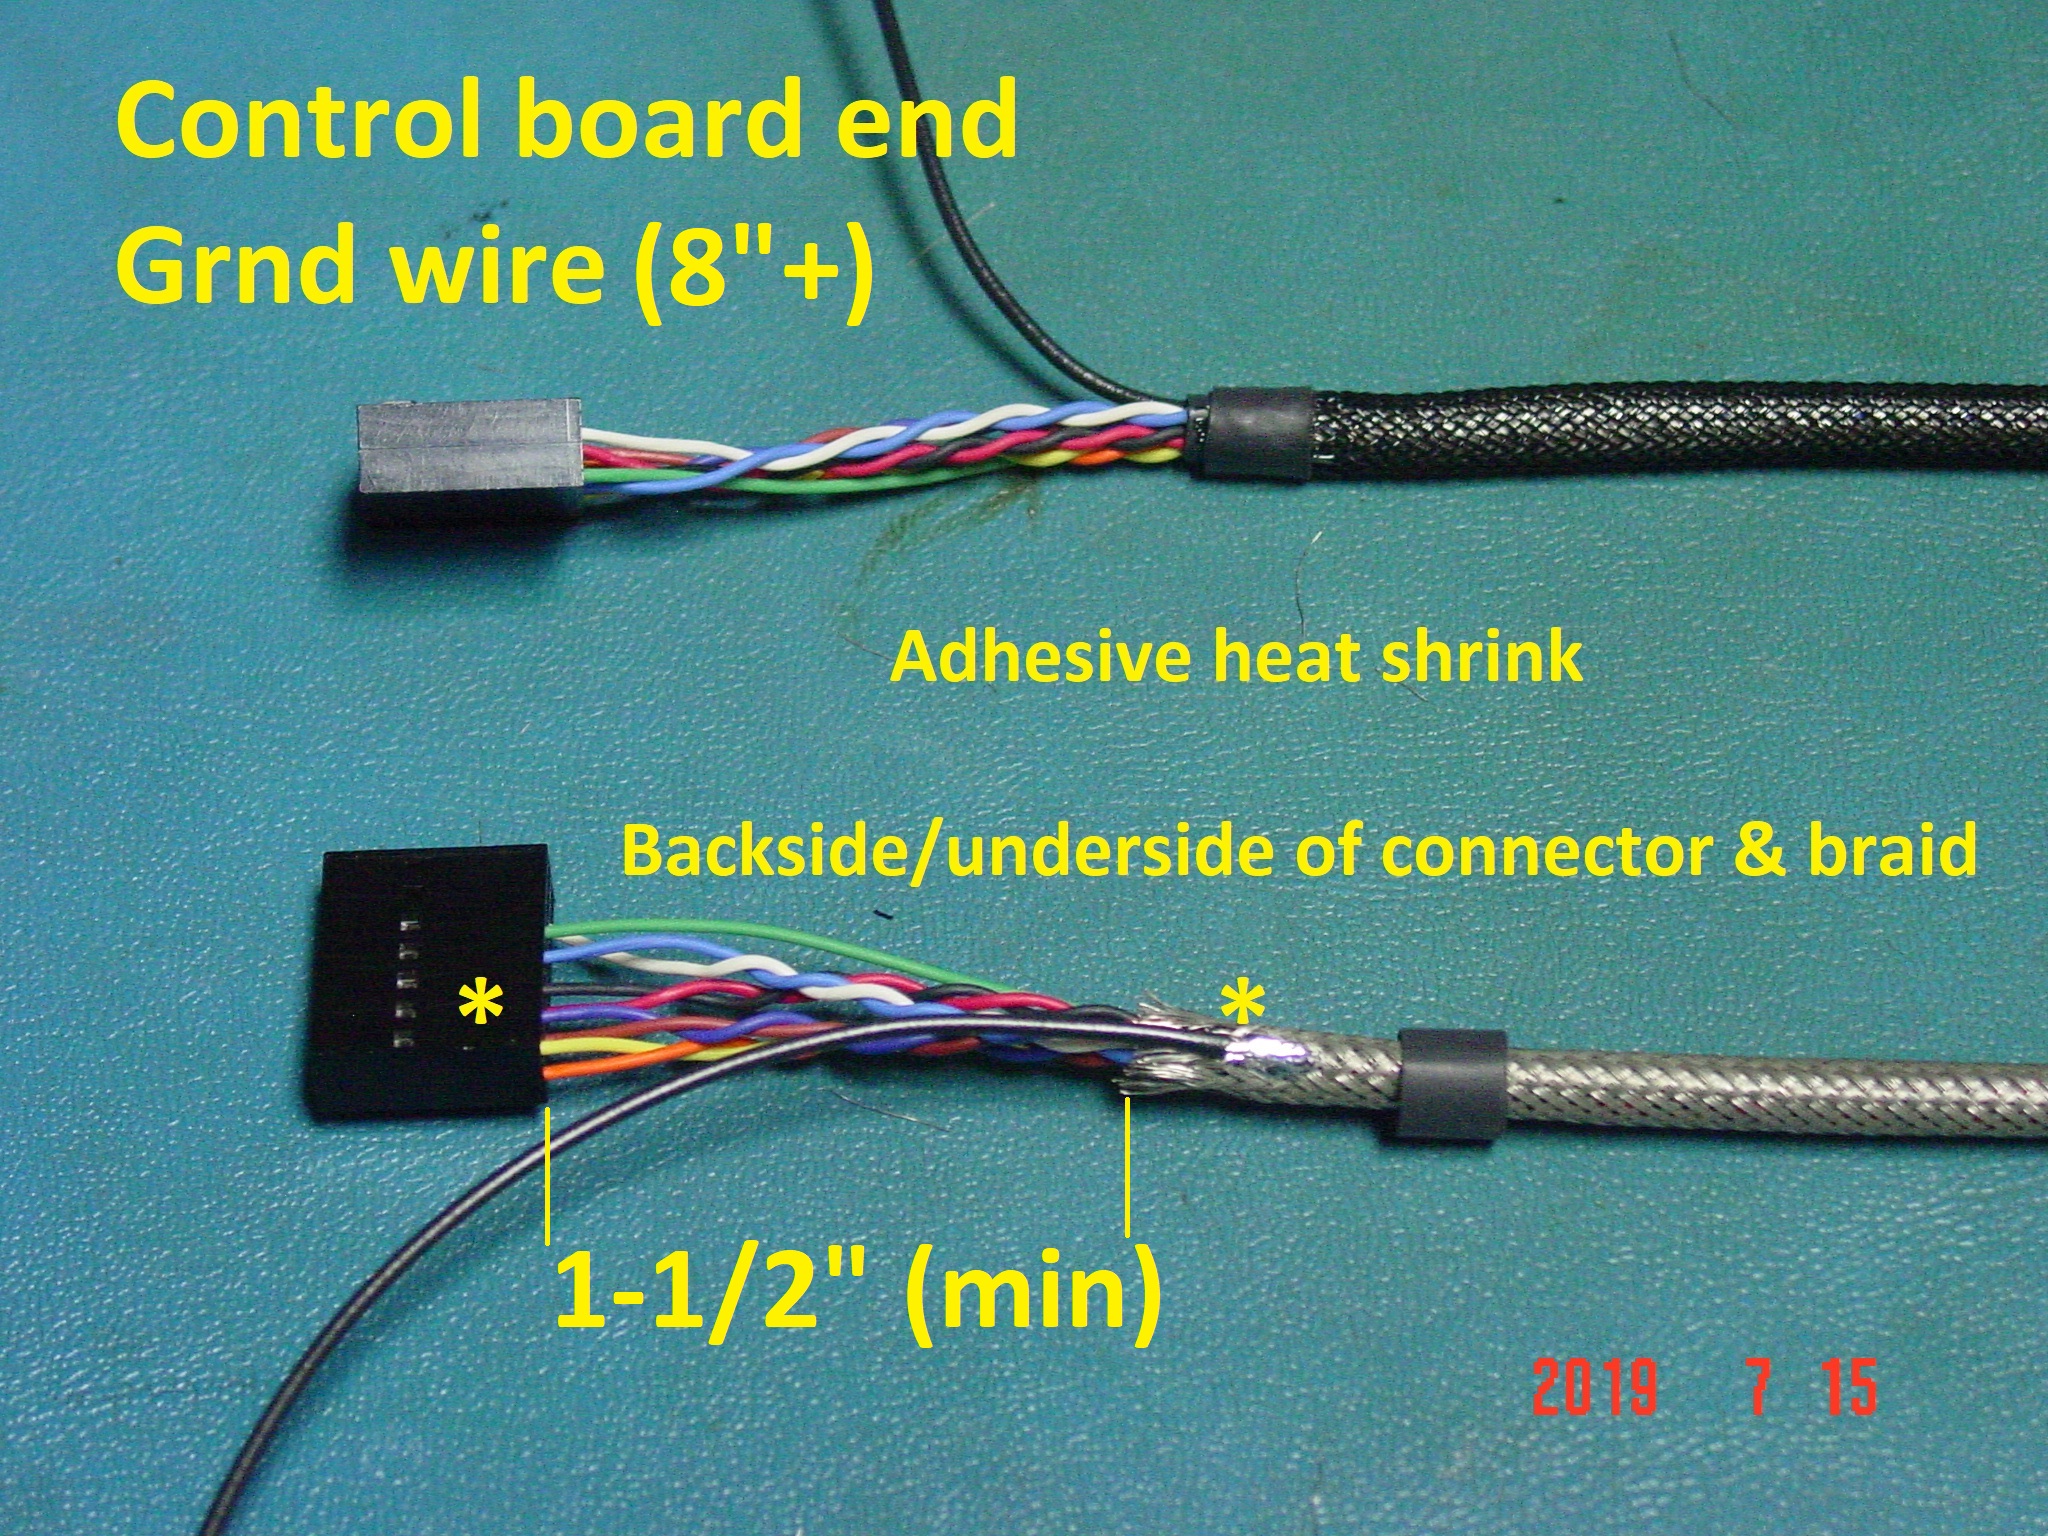 Control board end
Grnd wire (8"+)
Adhesive heat shrink
Backside/underside of connector & braid
* *
1-1/2" (min)
2019 7 15